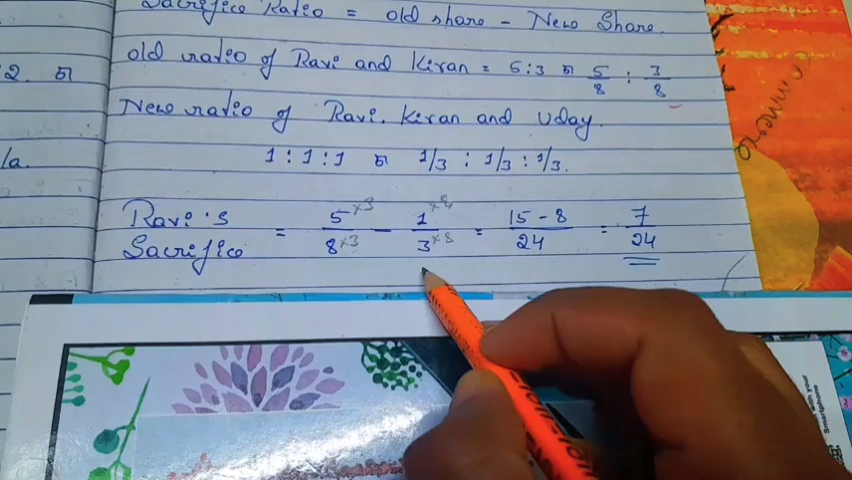 Sacrifice Ratio = old share - New Share.
2. or
old ratio of Ravi and Kiran = 5:3 or 5/8 : 3/8
New ratio of Ravi. Kiran and Uday.
/a.
1 : 1 : 1 or 1/3 : 1/3 : 1/3.
Ravi's Sacrifice = 5×3/8×3 - 1×8/3×8 = 15-8/24 = 7/24